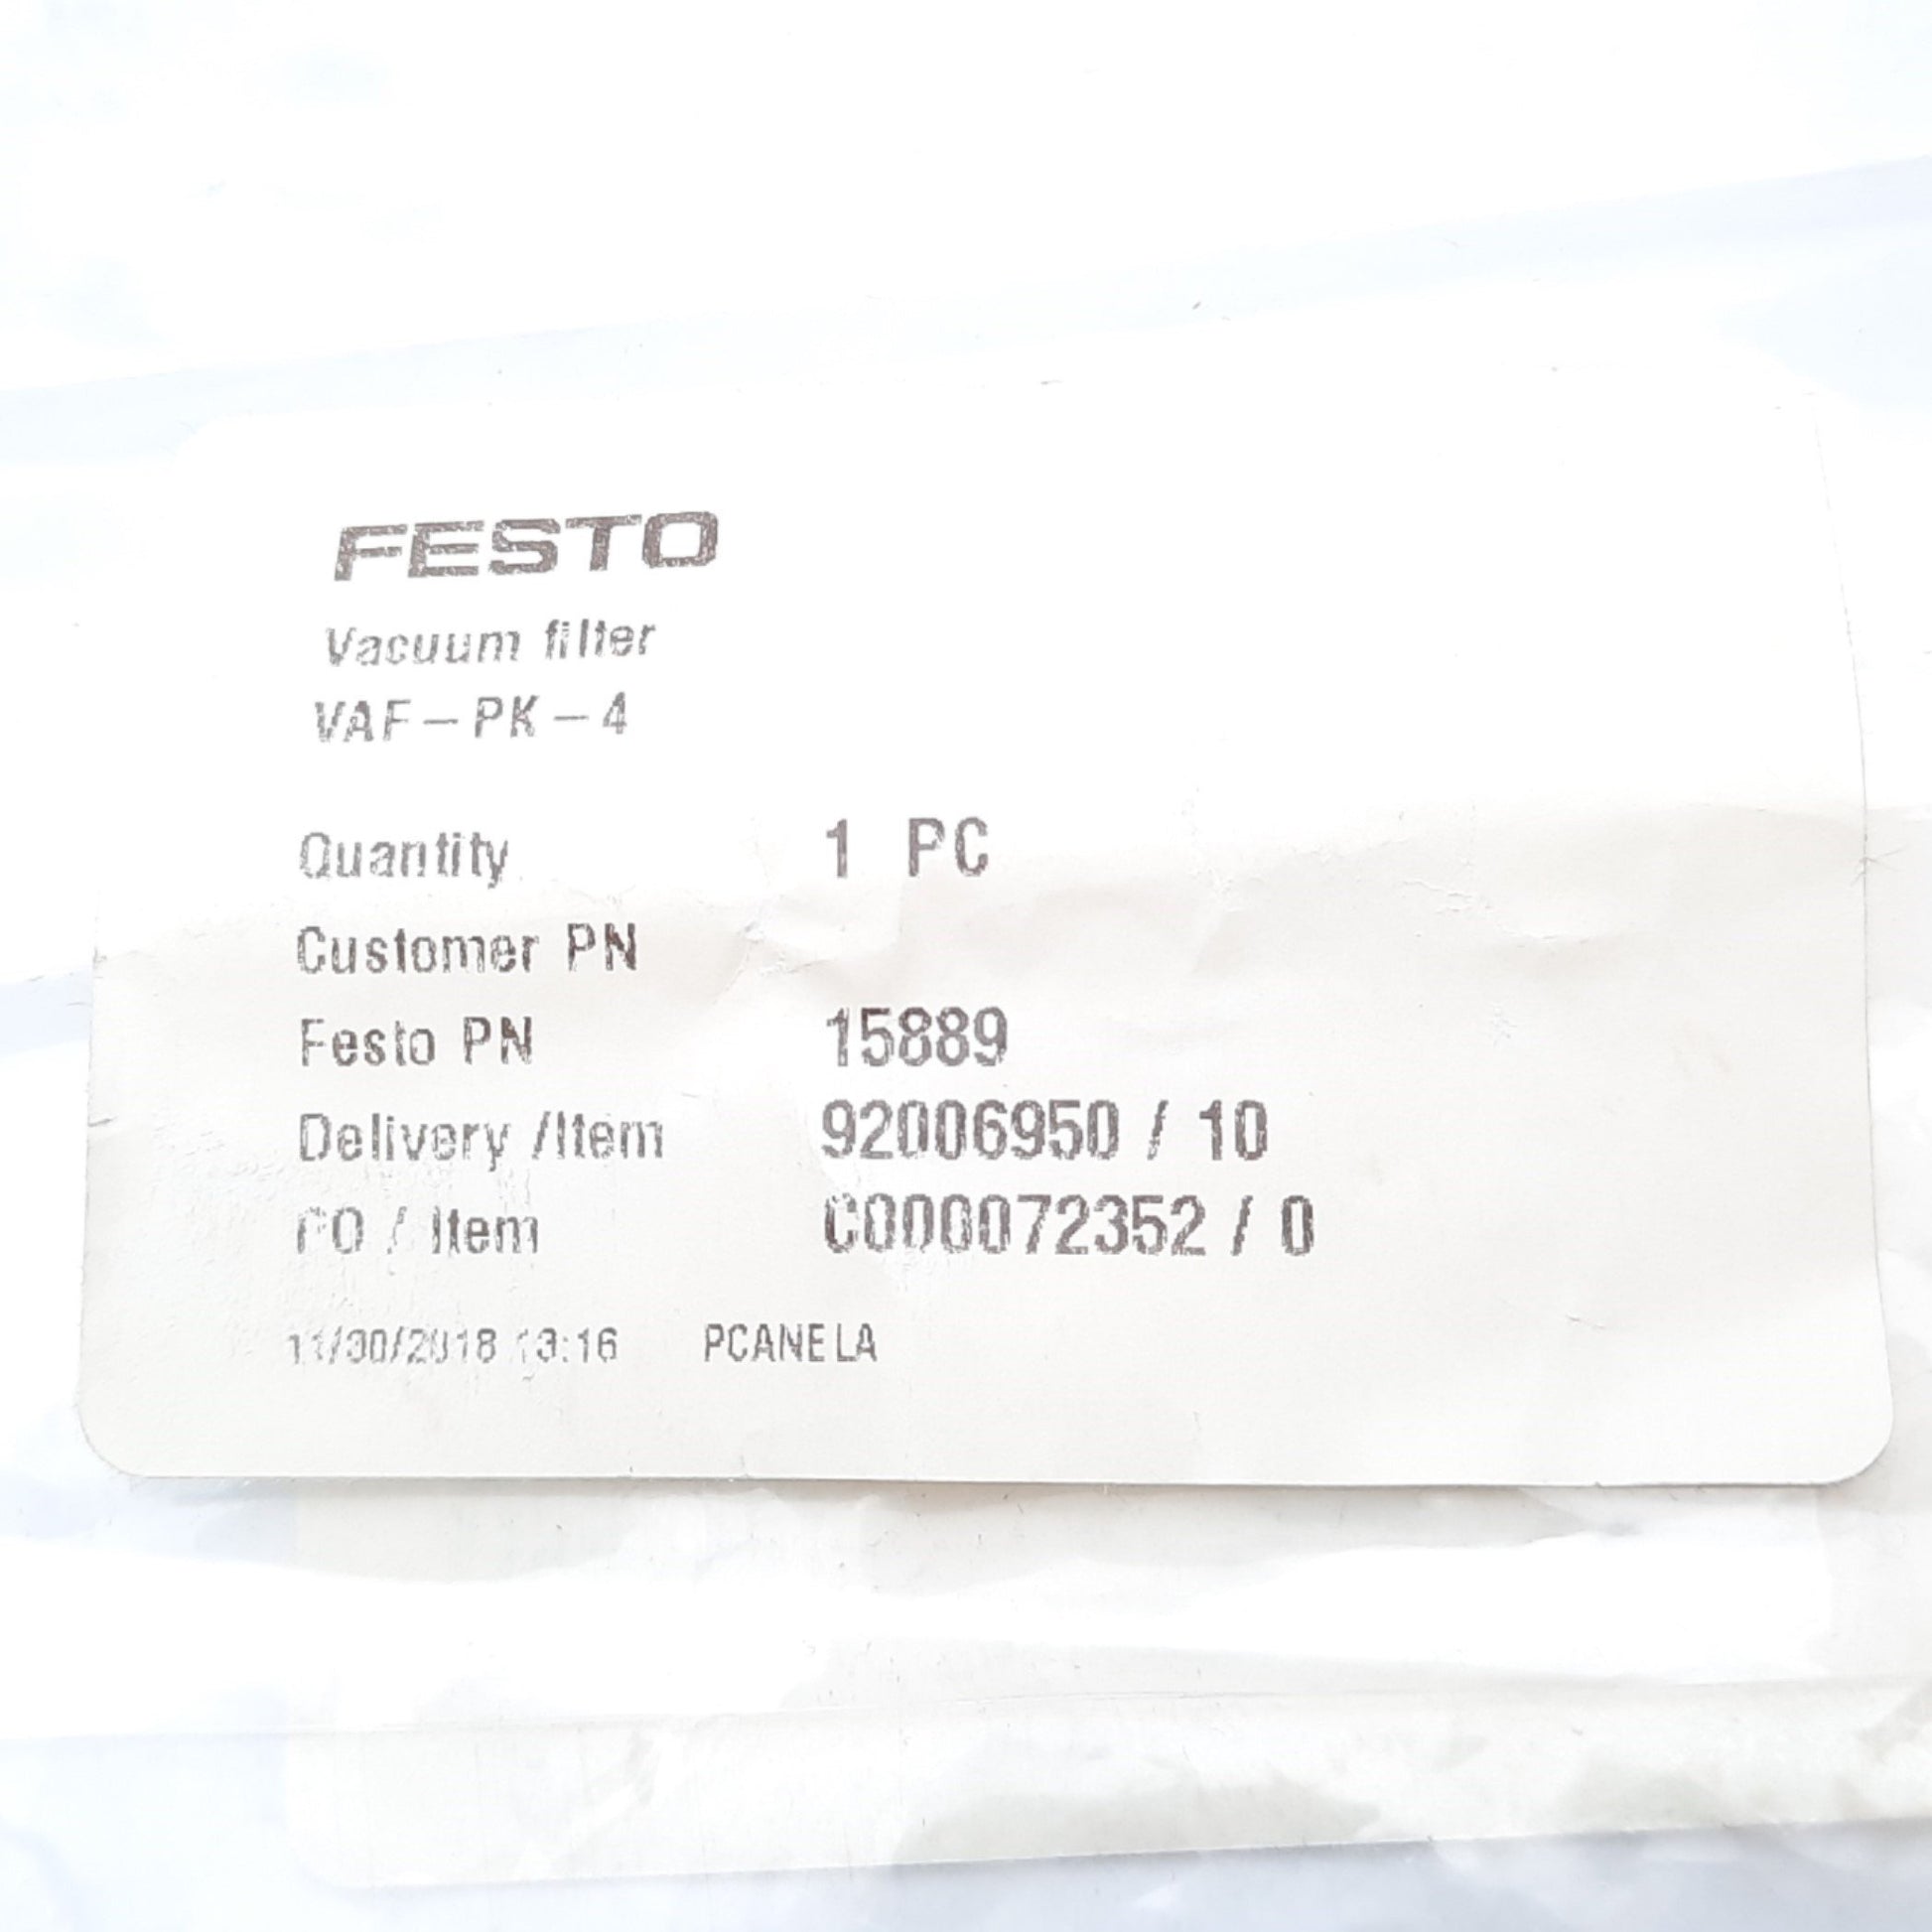 FESTO
Vacuum filter
VAF-PK-4
Quantity 1 PC
Customer PN
Festo PN 15889
Delivery /Item 92006950 / 10
PO / Item C000072352 / 0
11/30/2018 13:16 PCANELA